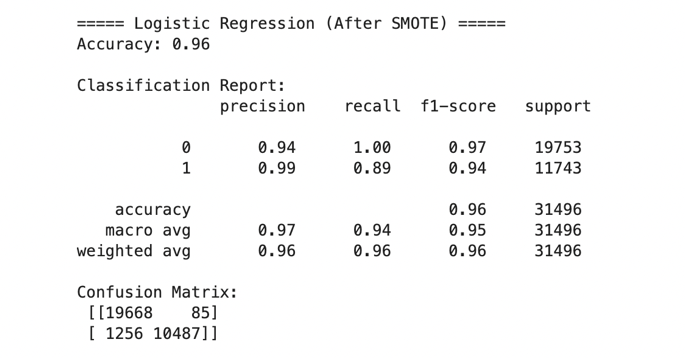 ===== Logistic Regression (After SMOTE) =====
Accuracy: 0.96
Classification Report:
precision recall f1-score support
0 0.94 1.00 0.97 19753
1 0.99 0.89 0.94 11743
accuracy 0.96 31496
macro avg 0.97 0.94 0.95 31496
weighted avg 0.96 0.96 0.96 31496
Confusion Matrix:
[[19668 85]
[ 1256 10487]]